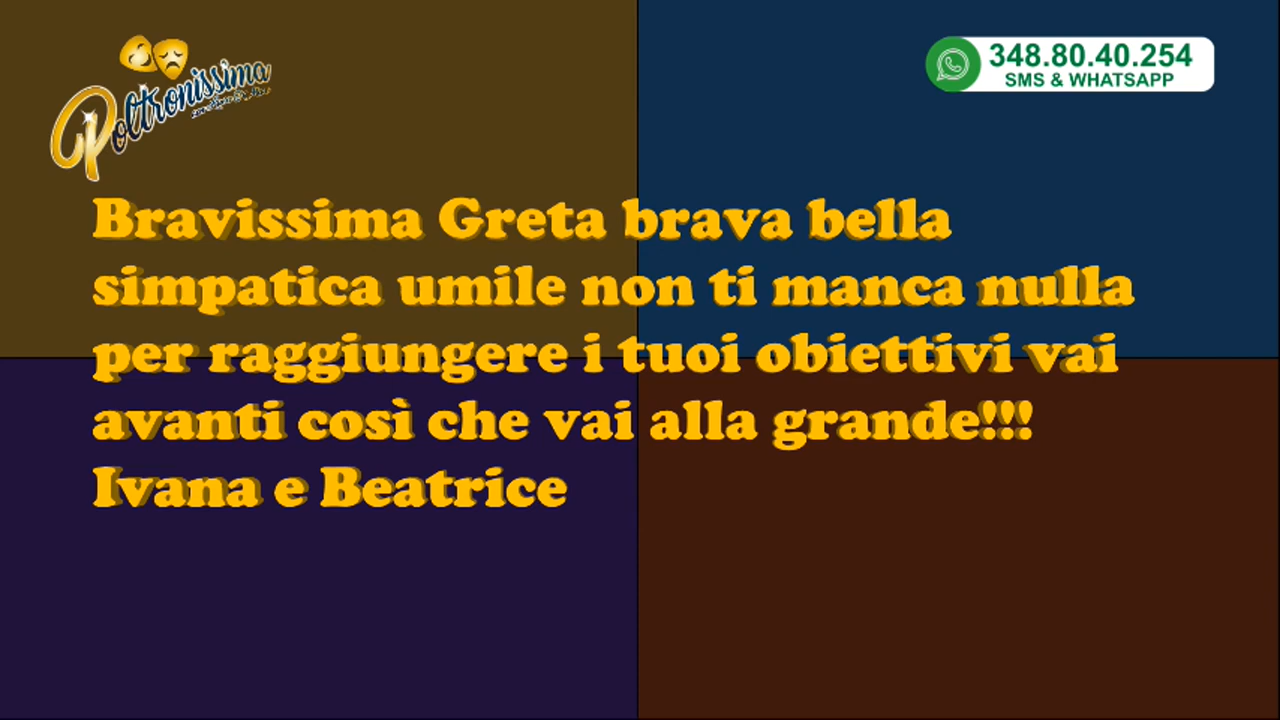 Poltronissima
348.80.40.254
SMS & WHATSAPP
Bravissima Greta brava bella
simpatica umile non ti manca nulla
per raggiungere i tuoi obiettivi vai
avanti così che vai alla grande!!!
Ivana e Beatrice